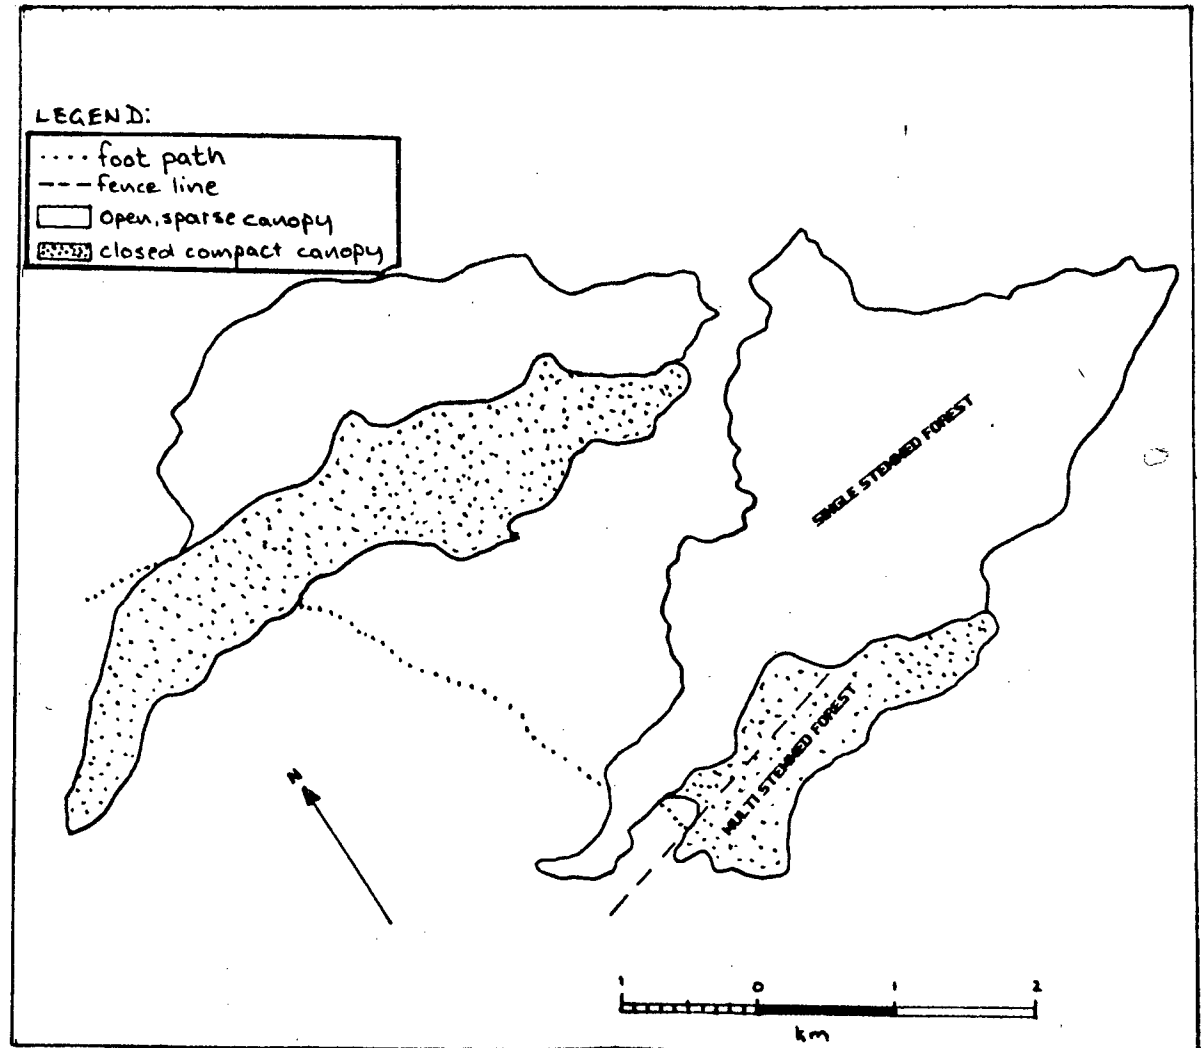 LEGEND:
foot path
fence line
Open, sparse canopy
closed compact canopy
SINGLE STEMMED FOREST
MULTI STEMMED FOREST
N
1 0 1 2
km